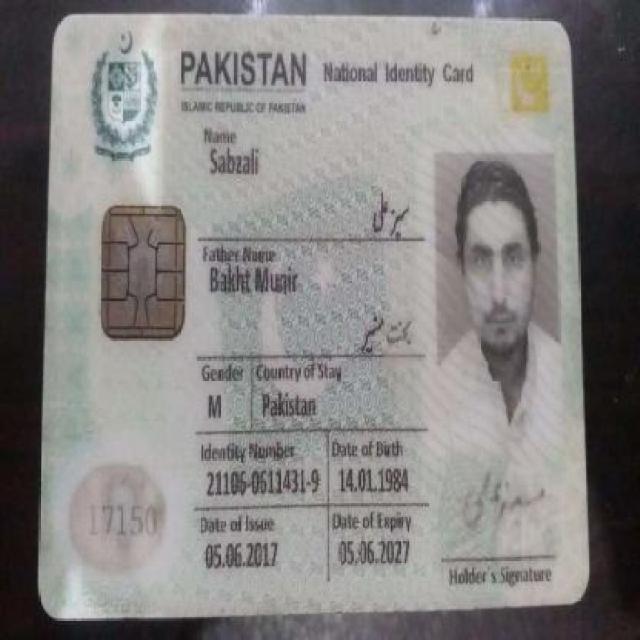 PAKISTAN National Identity Card
ISLAMIC REPUBLIC OF PAKISTAN
Name
Sabzali
سبز علی
Father Name
Bakht Munir
بخت منیر
Gender Country of Stay
M Pakistan
Identity Number Date of Birth
21106-0611431-9 14.01.1984
Date of Issue Date of Expiry
05.06.2017 05.06.2027
17150
Holder's Signature